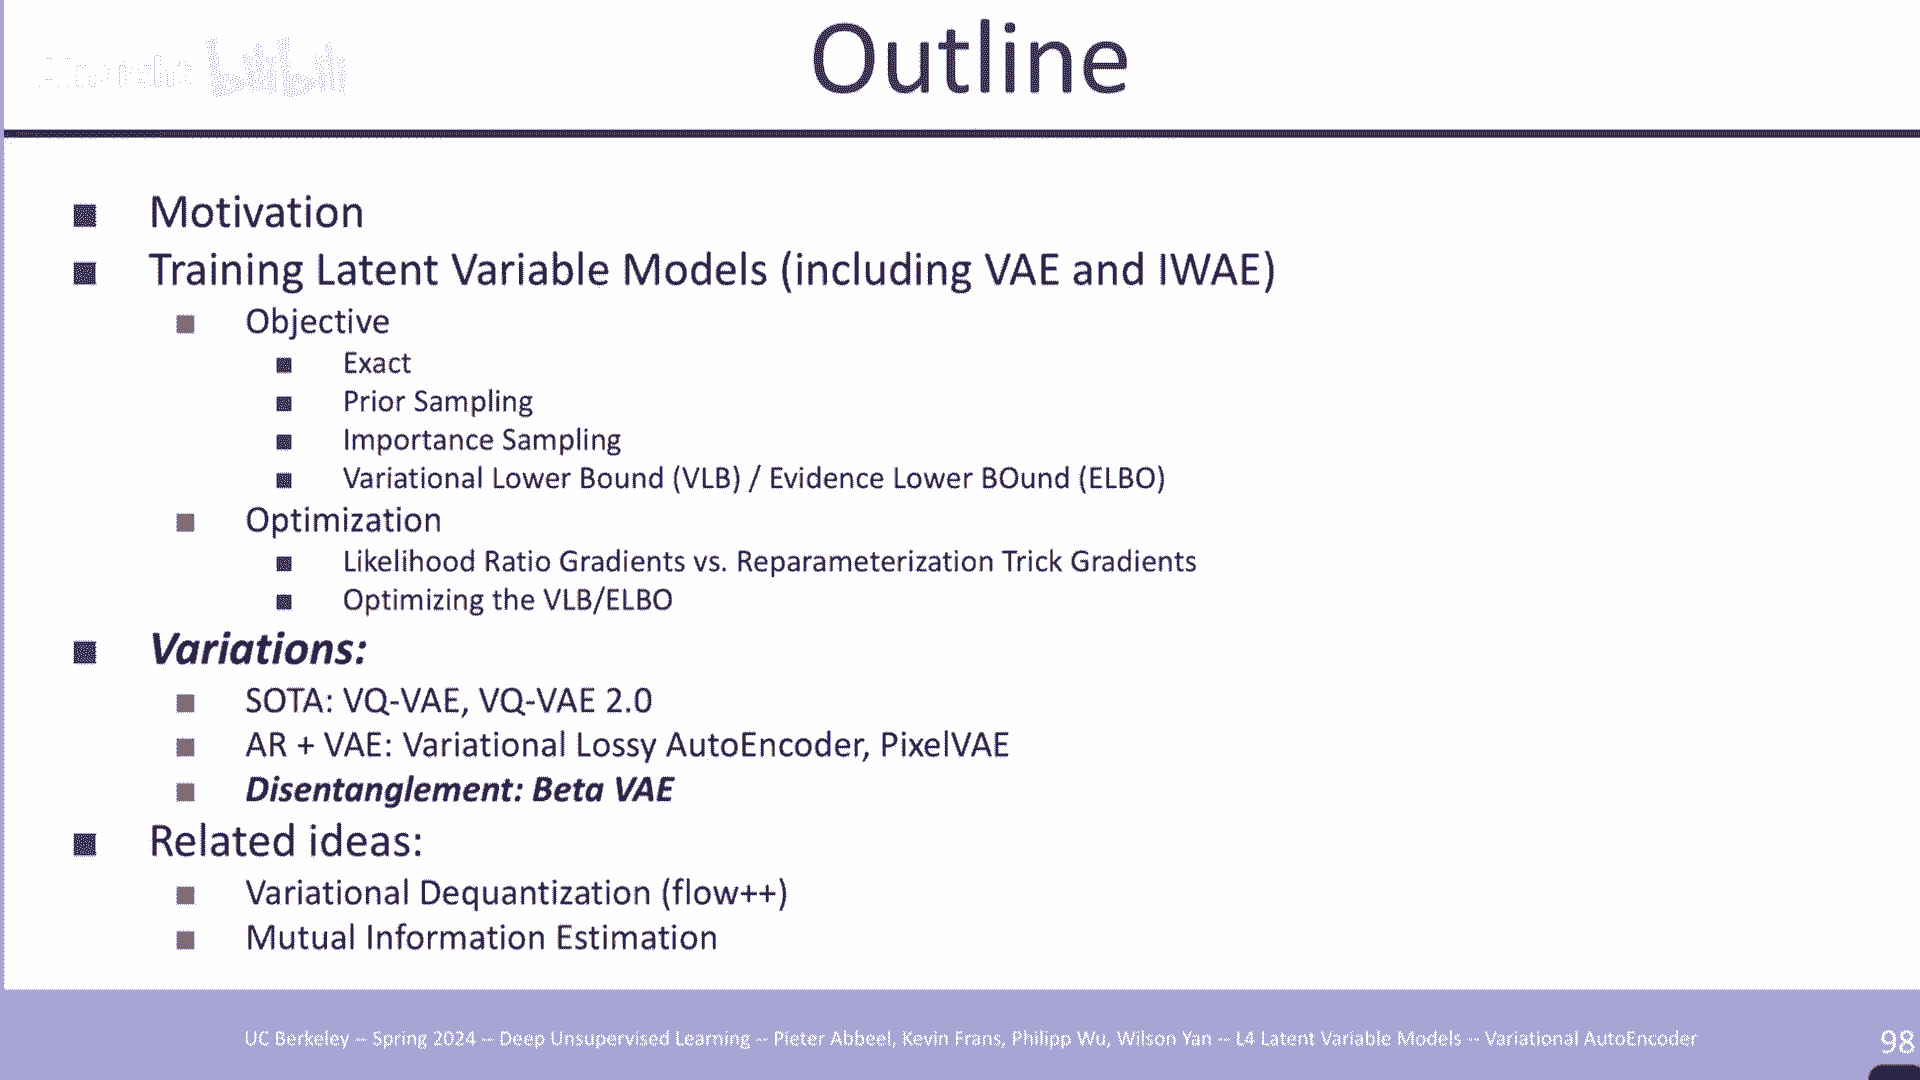 bilibili
Outline
■ Motivation
■ Training Latent Variable Models (including VAE and IWAE)
■ Objective
■ Exact
■ Prior Sampling
■ Importance Sampling
■ Variational Lower Bound (VLB) / Evidence Lower BOund (ELBO)
■ Optimization
■ Likelihood Ratio Gradients vs. Reparameterization Trick Gradients
■ Optimizing the VLB/ELBO
■ Variations:
■ SOTA: VQ-VAE, VQ-VAE 2.0
■ AR + VAE: Variational Lossy AutoEncoder, PixelVAE
■ Disentanglement: Beta VAE
■ Related ideas:
■ Variational Dequantization (flow++)
■ Mutual Information Estimation
UC Berkeley -- Spring 2024 -- Deep Unsupervised Learning -- Pieter Abbeel, Kevin Frans, Philipp Wu, Wilson Yan -- L4 Latent Variable Models -- Variational AutoEncoder
98